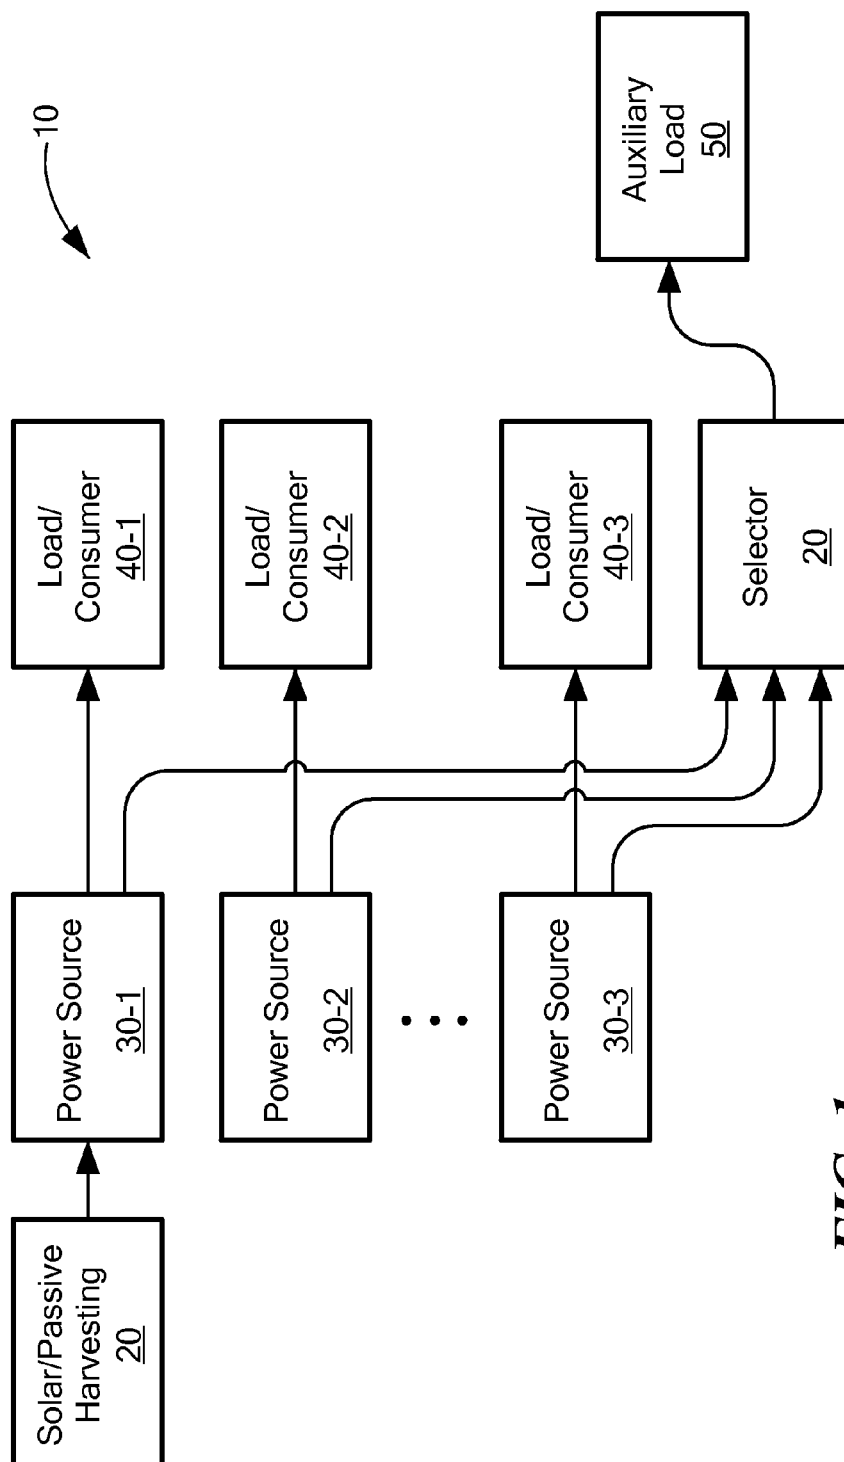 10
Solar/Passive
Harvesting
20
Power Source
30-1
Load/
Consumer
40-1
Power Source
30-2
Load/
Consumer
40-2
Power Source
30-3
Load/
Consumer
40-3
Selector
20
Auxiliary
Load
50
FIG. 1